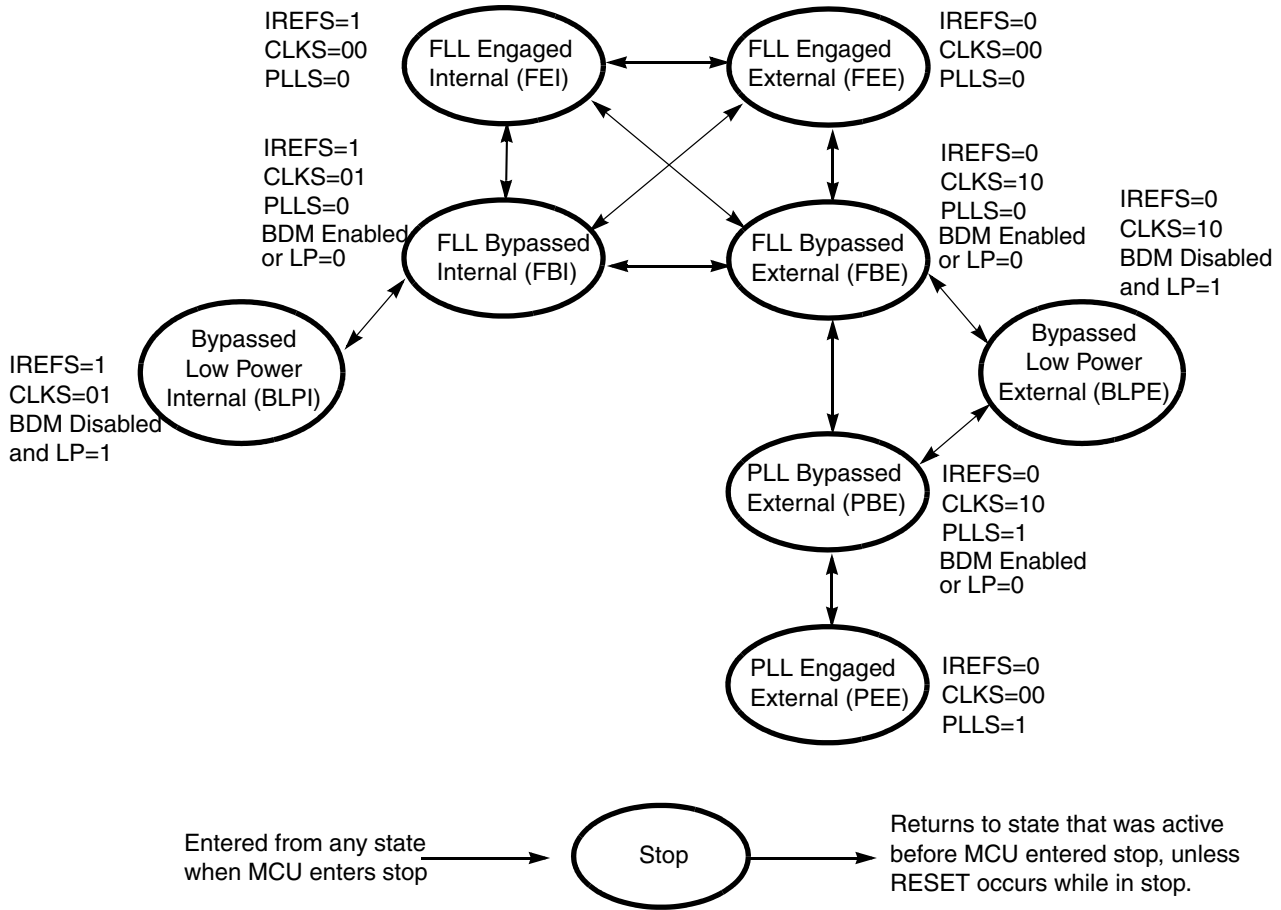 IREFS=1
CLKS=00
PLLS=0
FLL Engaged
Internal (FEI)
FLL Engaged
External (FEE)
IREFS=0
CLKS=00
PLLS=0
IREFS=1
CLKS=01
PLLS=0
BDM Enabled
or LP=0
FLL Bypassed
Internal (FBI)
FLL Bypassed
External (FBE)
IREFS=0
CLKS=10
PLLS=0
BDM Enabled
or LP=0
IREFS=0
CLKS=10
BDM Disabled
and LP=1
IREFS=1
CLKS=01
BDM Disabled
and LP=1
Bypassed
Low Power
Internal (BLPI)
Bypassed
Low Power
External (BLPE)
PLL Bypassed
External (PBE)
IREFS=0
CLKS=10
PLLS=1
BDM Enabled
or LP=0
PLL Engaged
External (PEE)
IREFS=0
CLKS=00
PLLS=1
Entered from any state
when MCU enters stop
Stop
Returns to state that was active
before MCU entered stop, unless
RESET occurs while in stop.